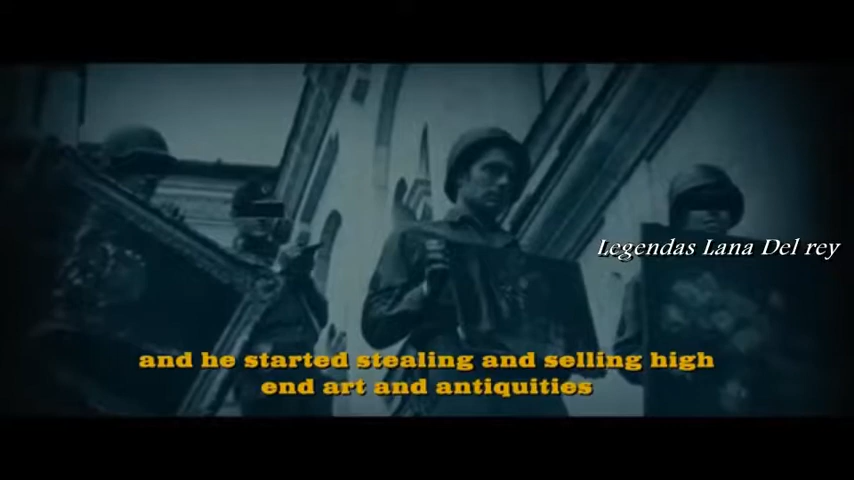 Legendas Lana Del rey
and he started stealing and selling high
end art and antiquities